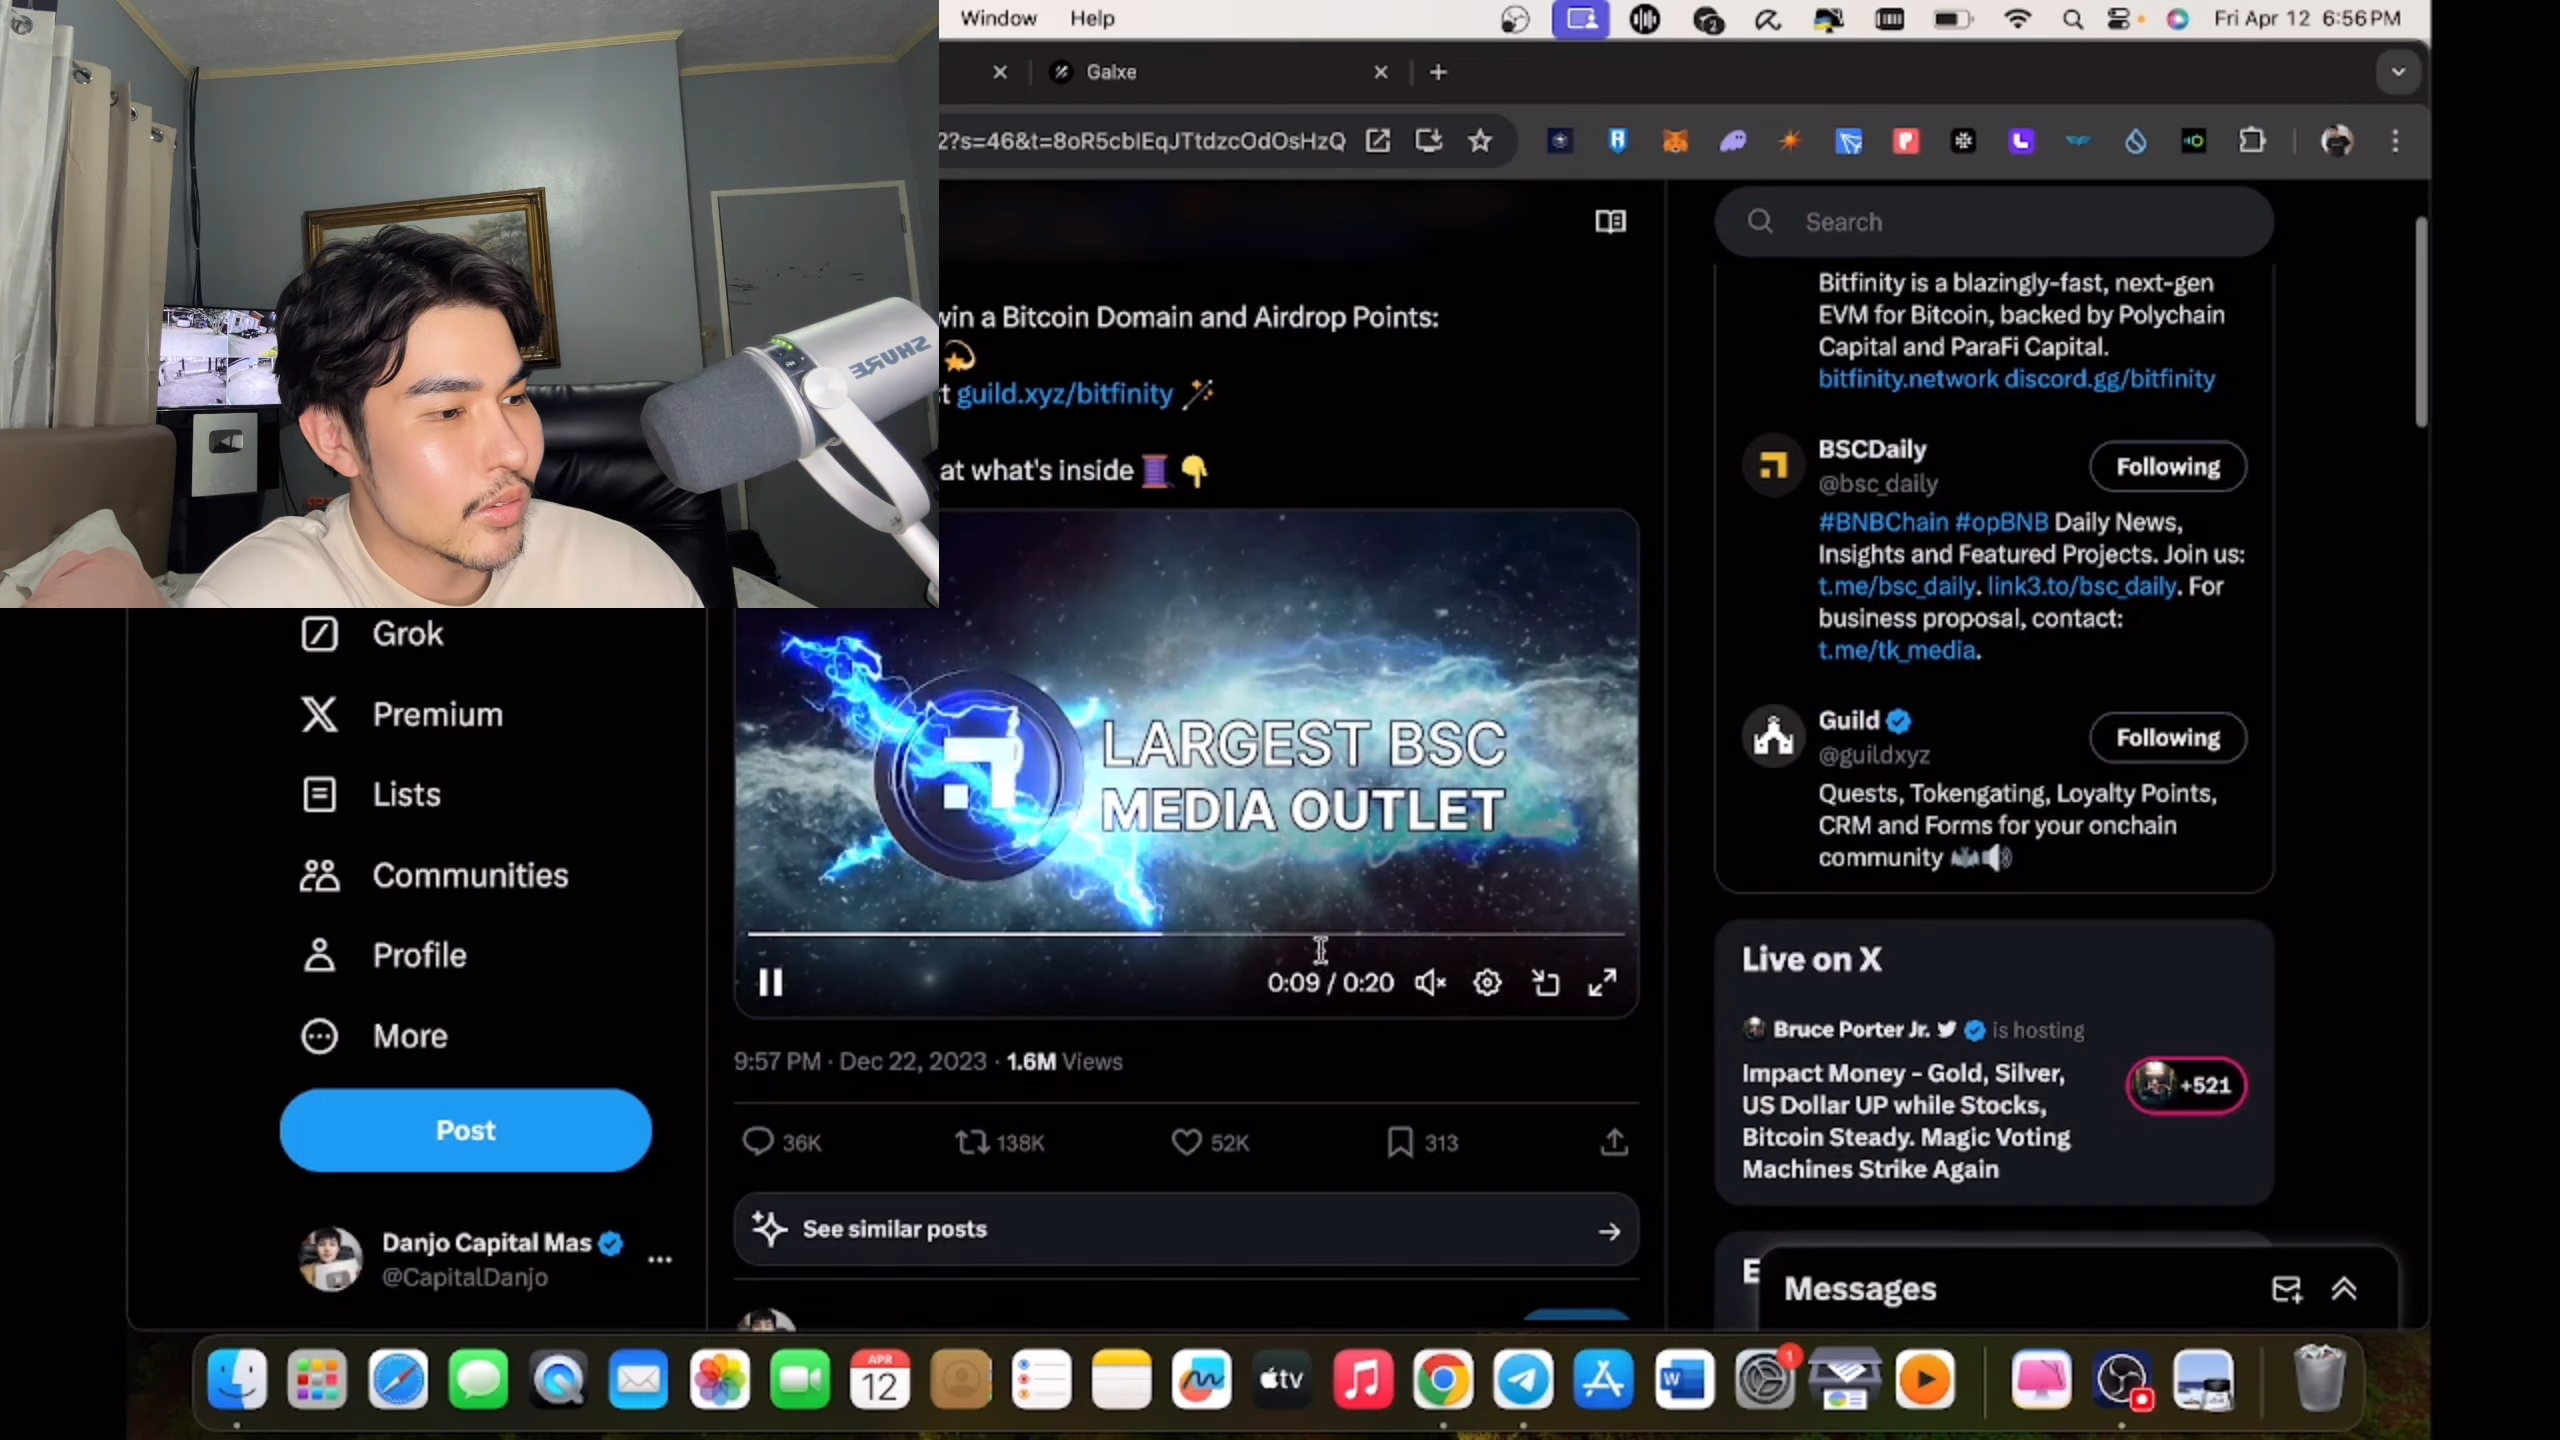 Window Help
Fri Apr 12 6:56 PM
Galxe
2?s=46&t=8oR5cblEqJTtdzcOdOsHzQ
Search
win a Bitcoin Domain and Airdrop Points:
guild.xyz/bitfinity
at what's inside
SHURE
LARGEST BSC
MEDIA OUTLET
0:09 / 0:20
9:57 PM · Dec 22, 2023 · 1.6M Views
36K 138K 52K 313
See similar posts
Grok
Premium
Lists
Communities
Profile
More
Post
Danjo Capital Mas
@CapitalDanjo
Bitfinity is a blazingly-fast, next-gen
EVM for Bitcoin, backed by Polychain
Capital and ParaFi Capital.
bitfinity.network discord.gg/bitfinity
BSCDaily
@bsc_daily
Following
#BNBChain #opBNB Daily News,
Insights and Featured Projects. Join us:
t.me/bsc_daily. link3.to/bsc_daily. For
business proposal, contact:
t.me/tk_media.
Guild
@guildxyz
Following
Quests, Tokengating, Loyalty Points,
CRM and Forms for your onchain
community
Live on X
Bruce Porter Jr. is hosting
Impact Money - Gold, Silver,
US Dollar UP while Stocks,
Bitcoin Steady. Magic Voting
Machines Strike Again
+521
Messages
APR
12
tv
W
1